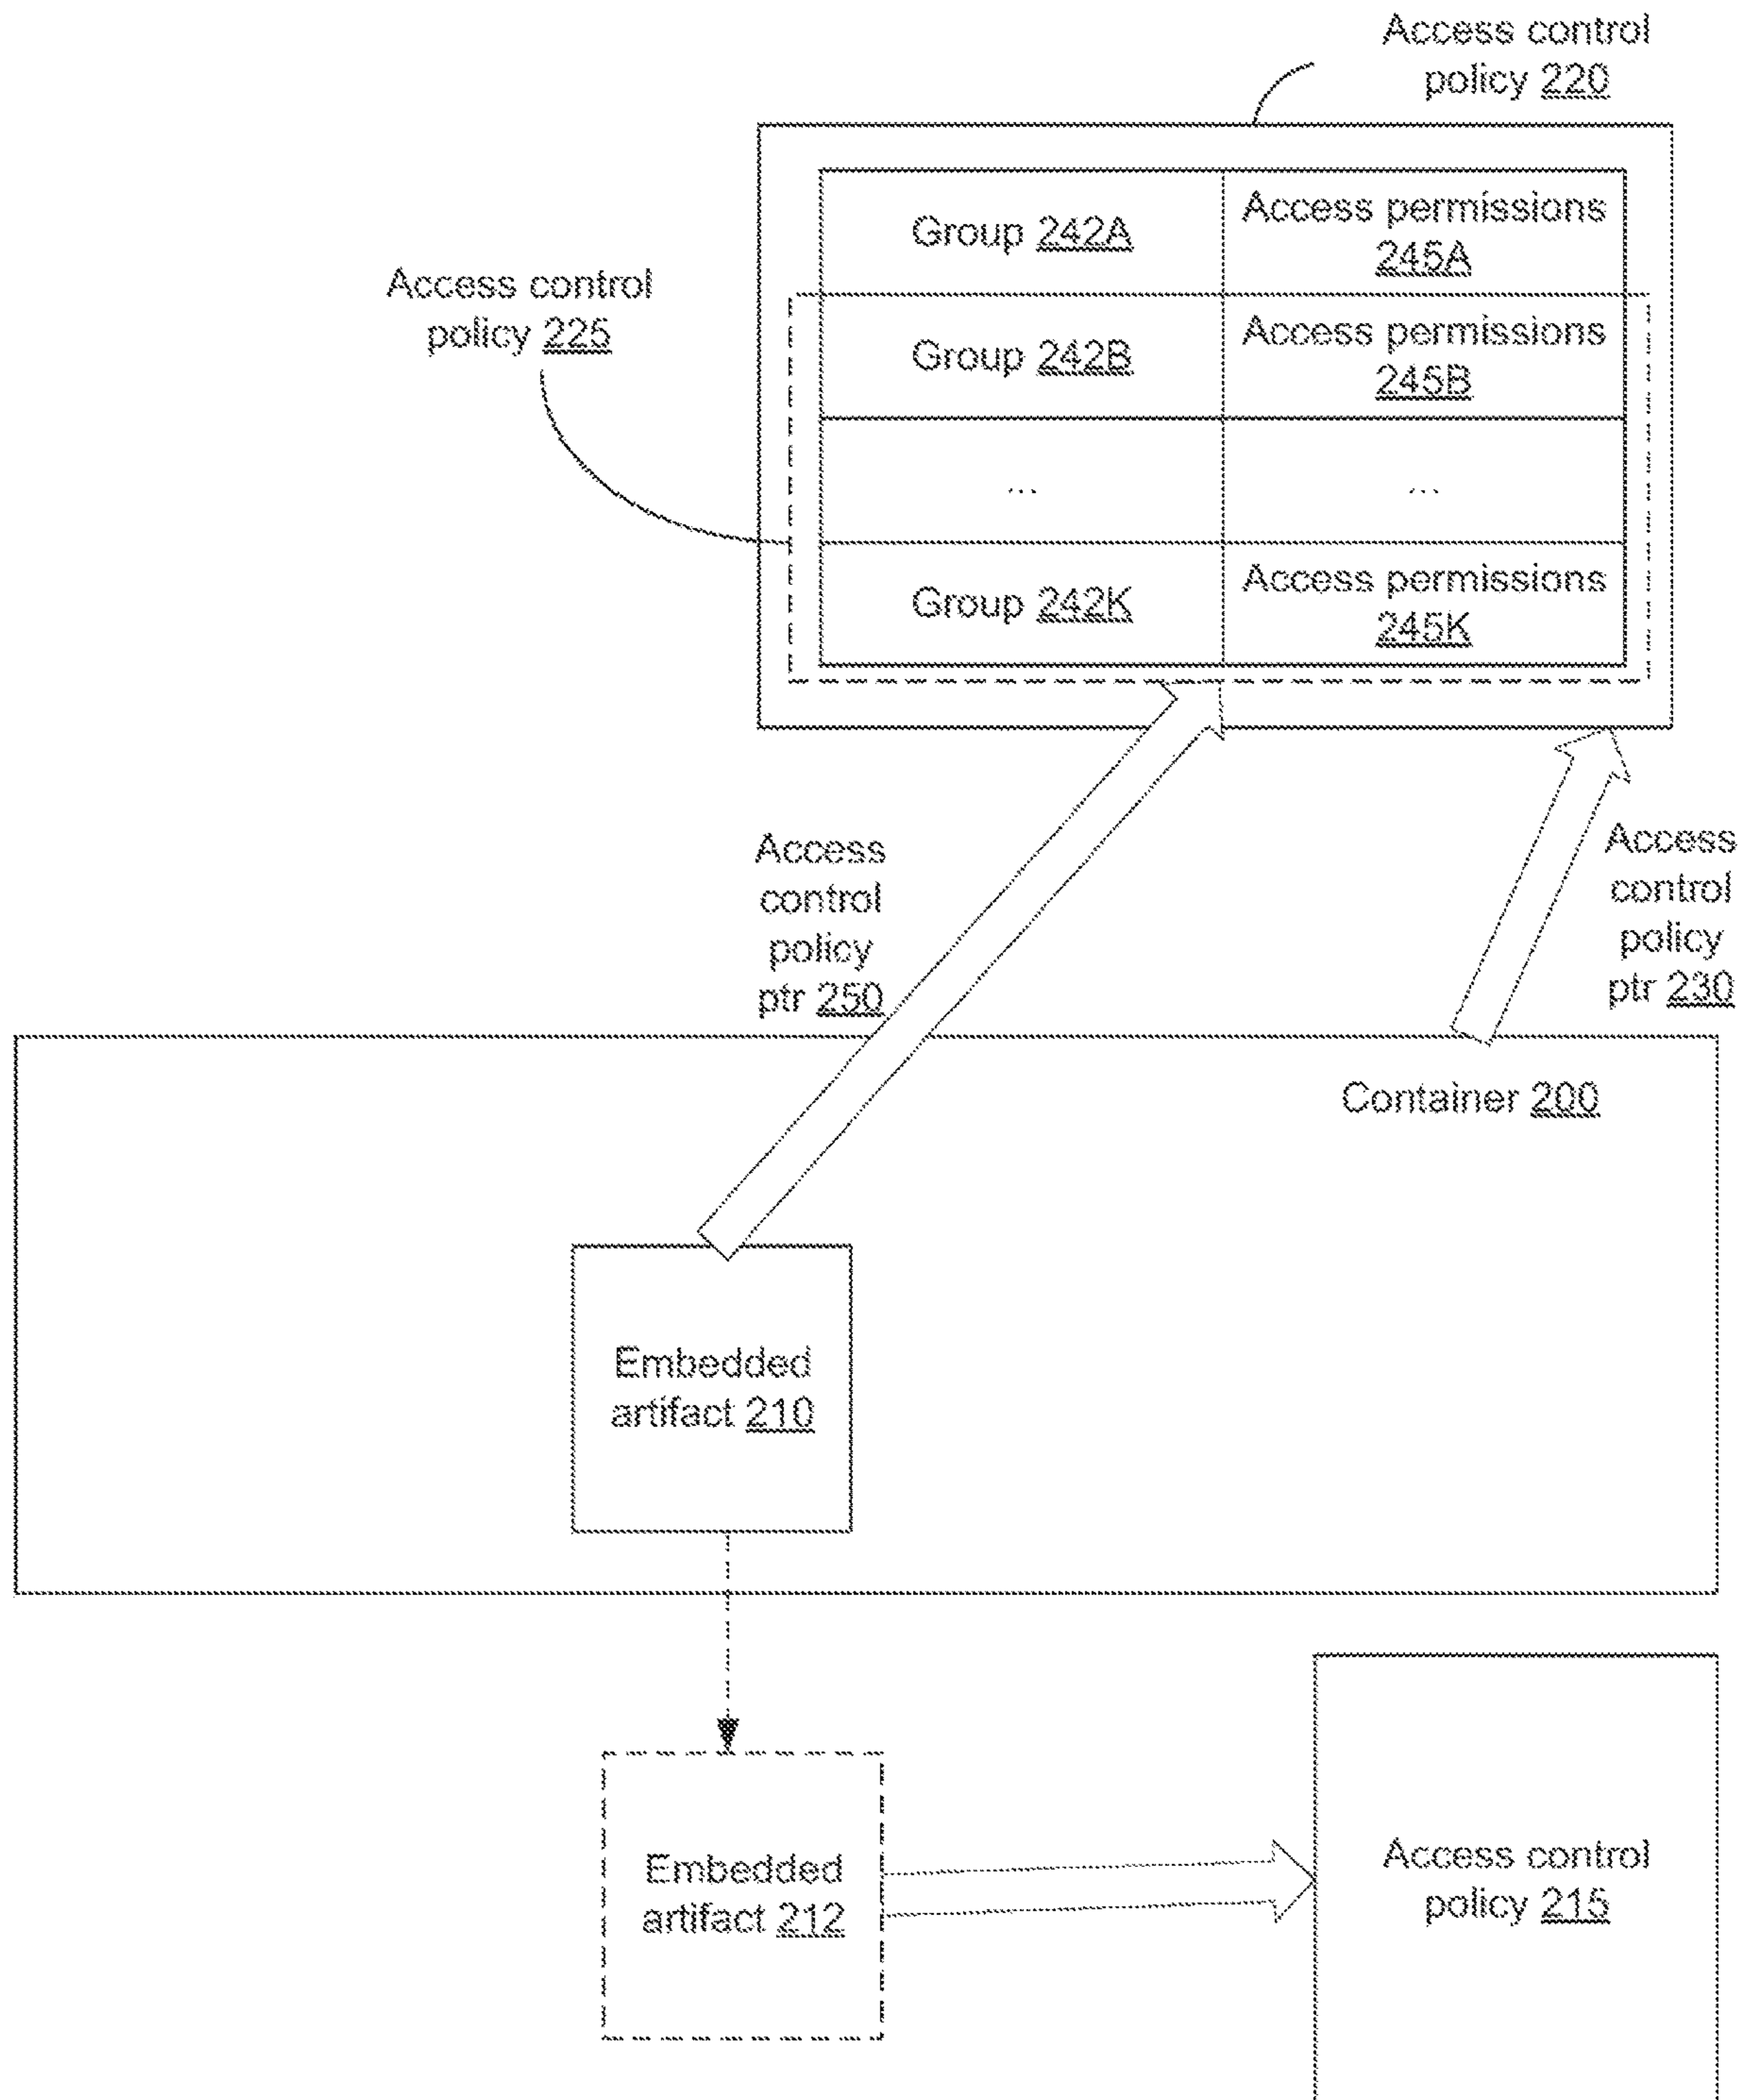 Access control
policy 220
Group 242A
Access permissions
245A
Access control
policy 225
Group 242B
Access permissions
245B
... ...
Group 242K
Access permissions
245K
Access
control
policy
ptr 250
Access
control
policy
ptr 230
Container 200
Embedded
artifact 210
Embedded
artifact 212
Access control
policy 215